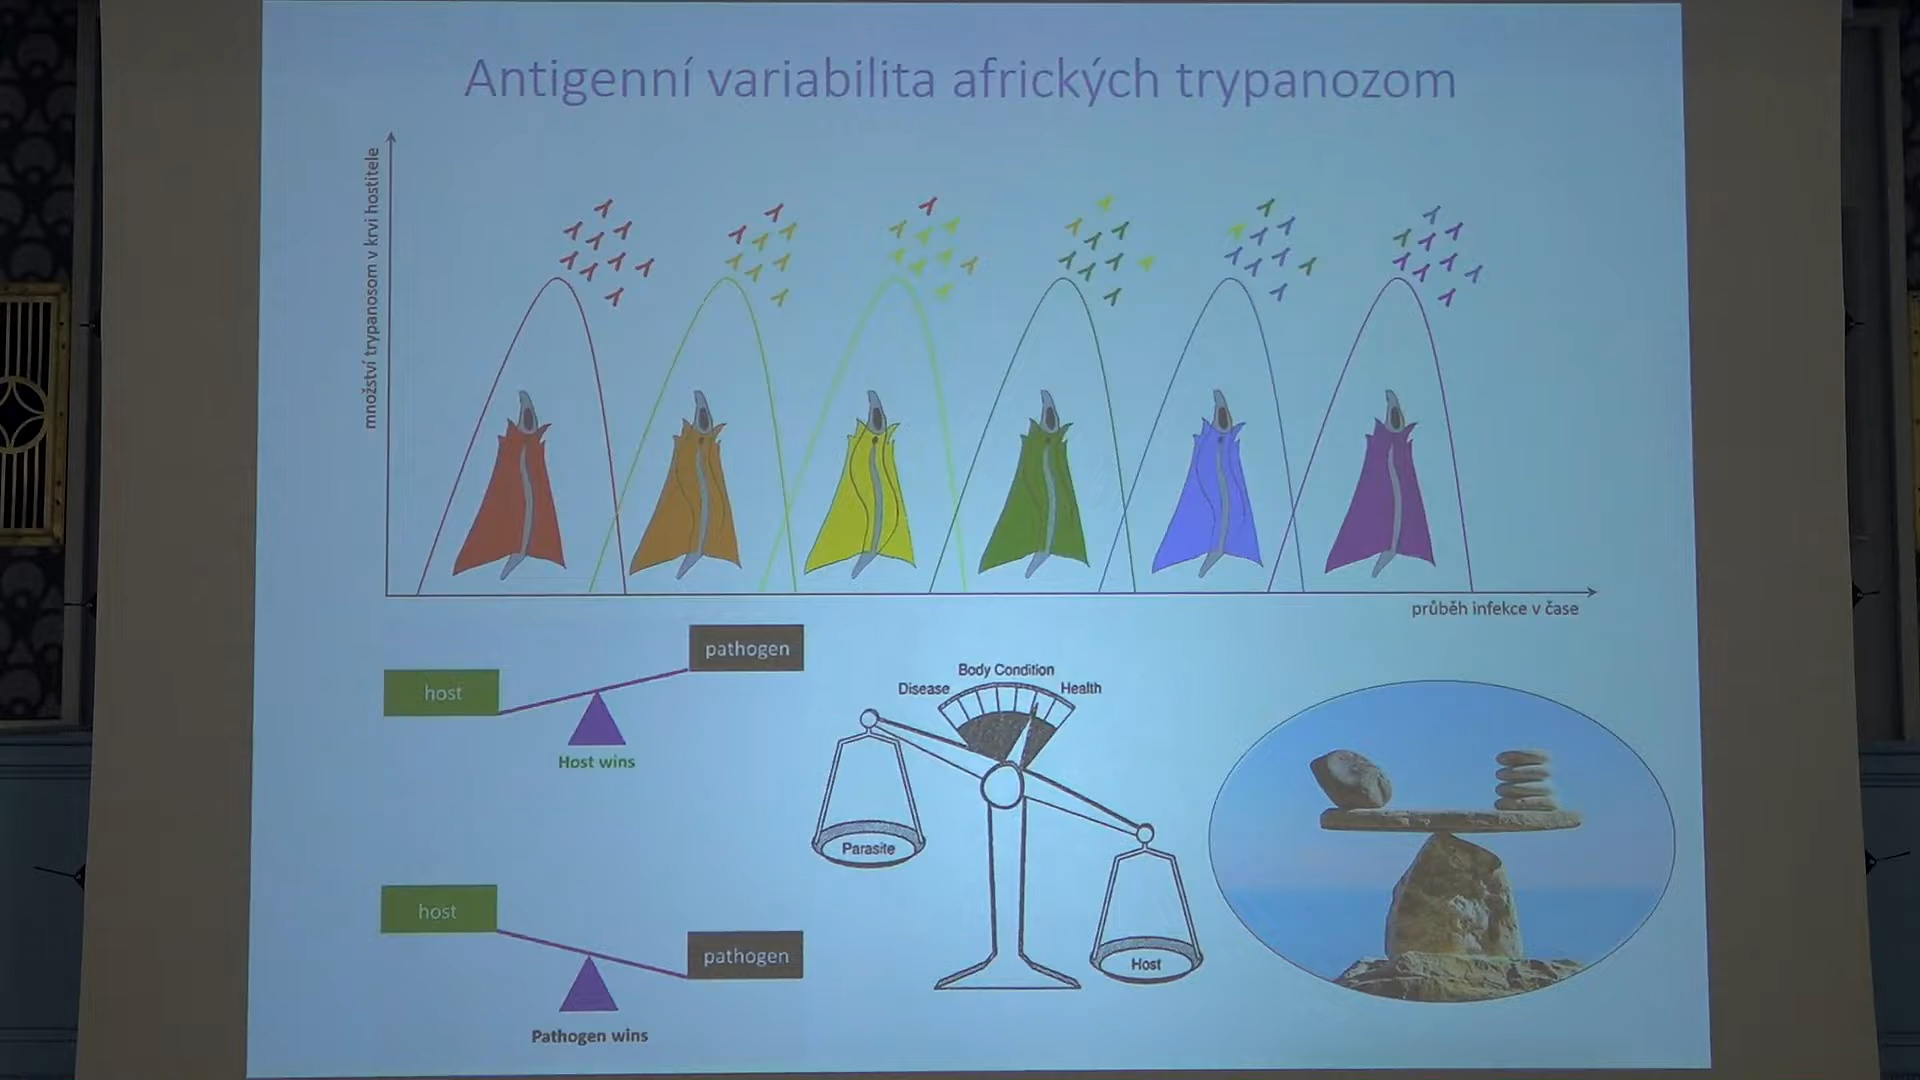 Antigenní variabilita afrických trypanozom
množství trypanosom v krvi hostitele
průběh infekce v čase
host
pathogen
Host wins
host
pathogen
Pathogen wins
Body Condition
Disease
Health
Parasite
Host